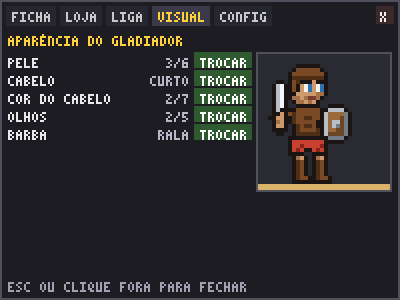 FICHA LOJA LIGA VISUAL CONFIG X
APARÊNCIA DO GLADIADOR
PELE 3/6 TROCAR
CABELO CURTO TROCAR
COR DO CABELO 2/7 TROCAR
OLHOS 2/5 TROCAR
BARBA RALA TROCAR
ESC OU CLIQUE FORA PARA FECHAR